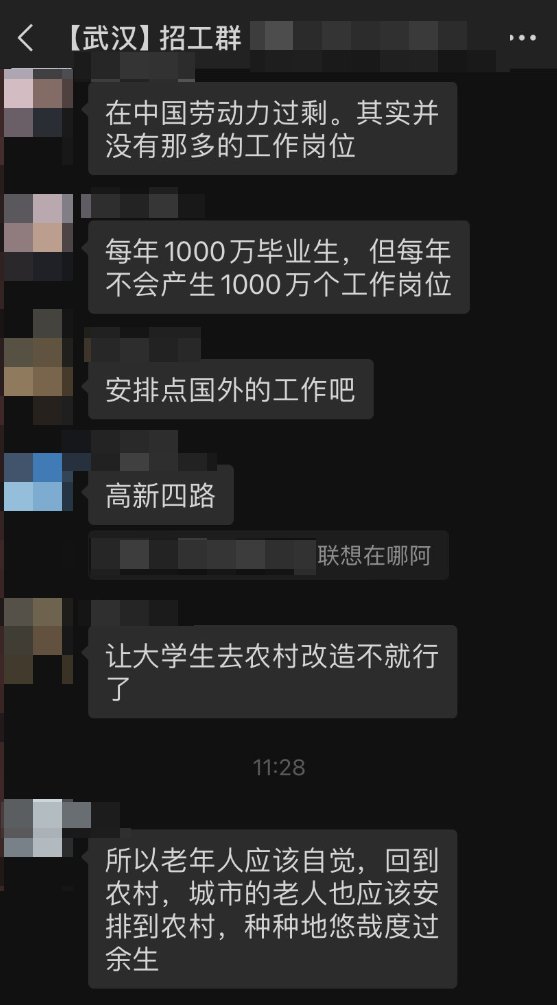 【武汉】招工群
在中国劳动力过剩。其实并
没有那多的工作岗位
每年1000万毕业生，但每年
不会产生1000万个工作岗位
安排点国外的工作吧
高新四路
联想在哪阿
让大学生去农村改造不就行
了
11:28
所以老年人应该自觉，回到
农村，城市的老人也应该安
排到农村，种种地悠哉度过
余生